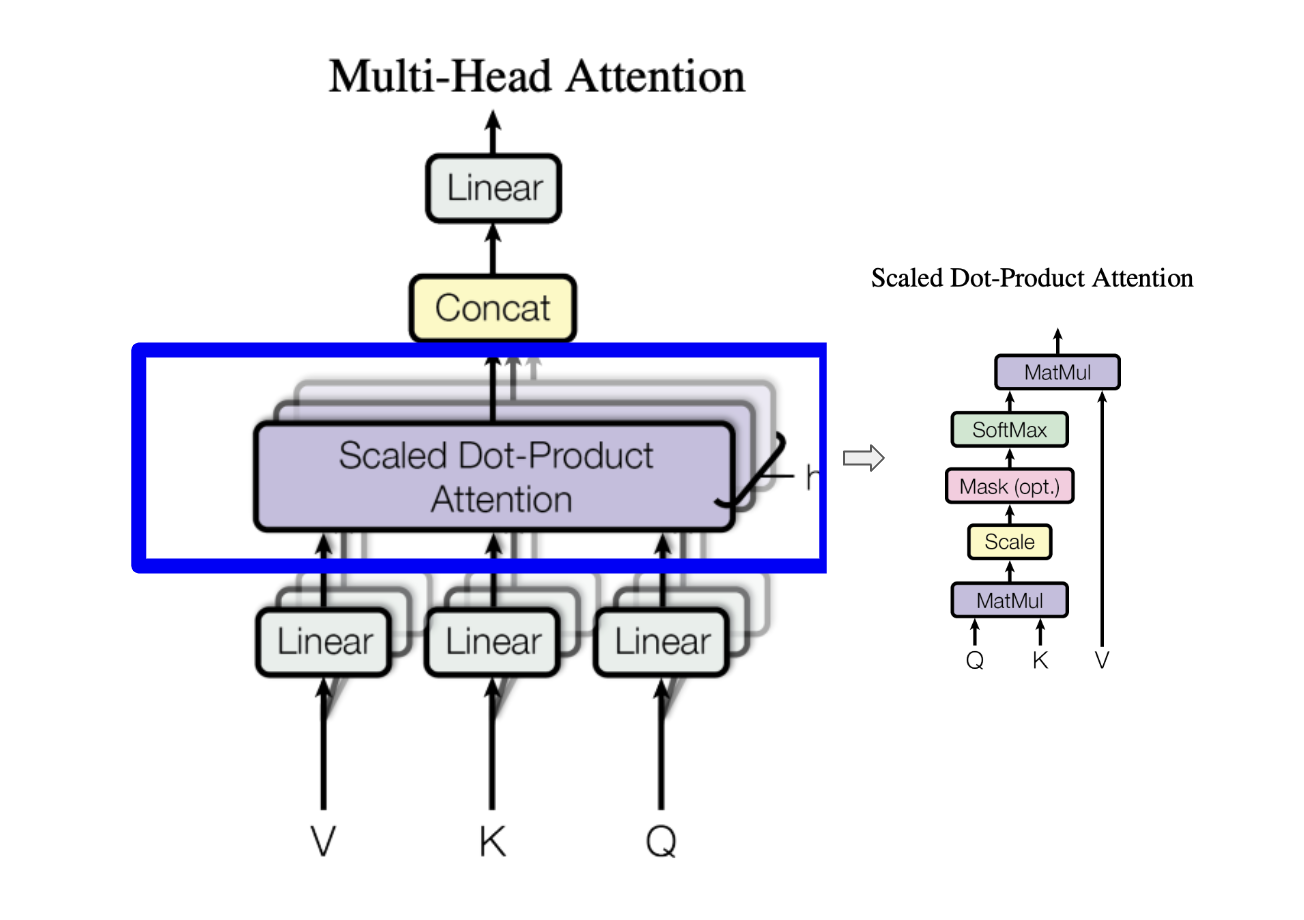 Multi-Head Attention
Linear
Concat
Scaled Dot-Product
Attention
h
Linear Linear Linear
V K Q
Scaled Dot-Product Attention
MatMul
SoftMax
Mask (opt.)
Scale
MatMul
Q K V